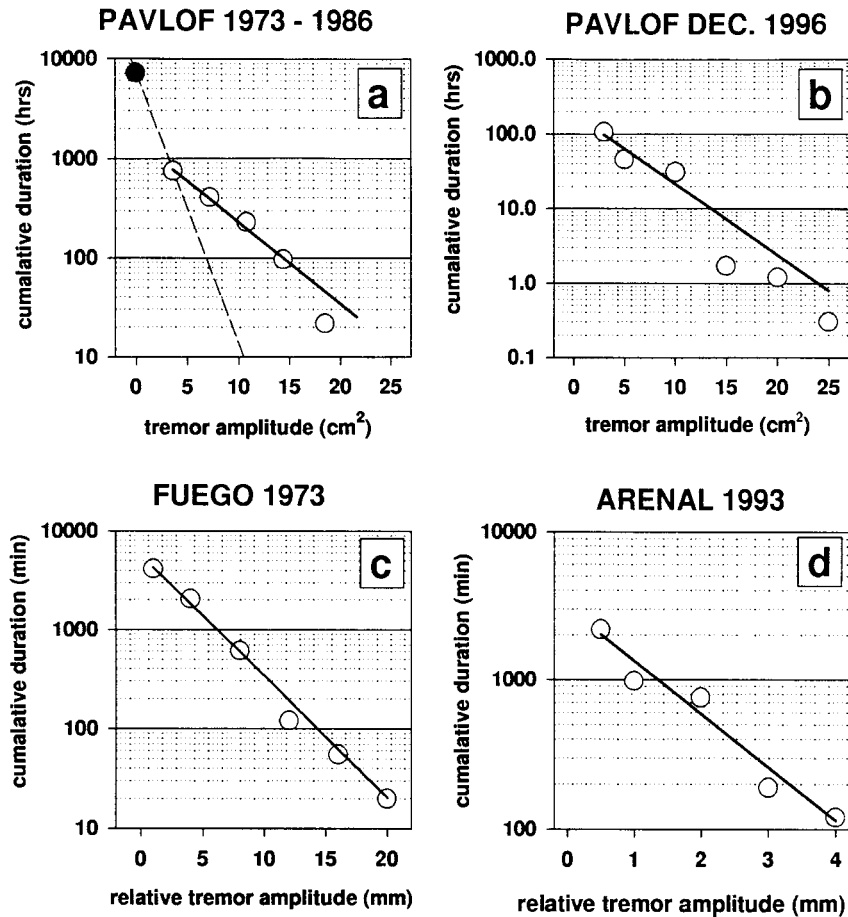 PAVLOF 1973 - 1986
a
cumalative duration (hrs)
10000
1000
100
10
0 5 10 15 20 25
tremor amplitude (cm²)
PAVLOF DEC. 1996
b
cumalative duration (hrs)
1000.0
100.0
10.0
1.0
0.1
0 5 10 15 20 25
tremor amplitude (cm²)
FUEGO 1973
c
cumalative duration (min)
10000
1000
100
10
0 5 10 15 20
relative tremor amplitude (mm)
ARENAL 1993
d
cumalative duration (min)
10000
1000
100
0 1 2 3 4
relative tremor amplitude (mm)